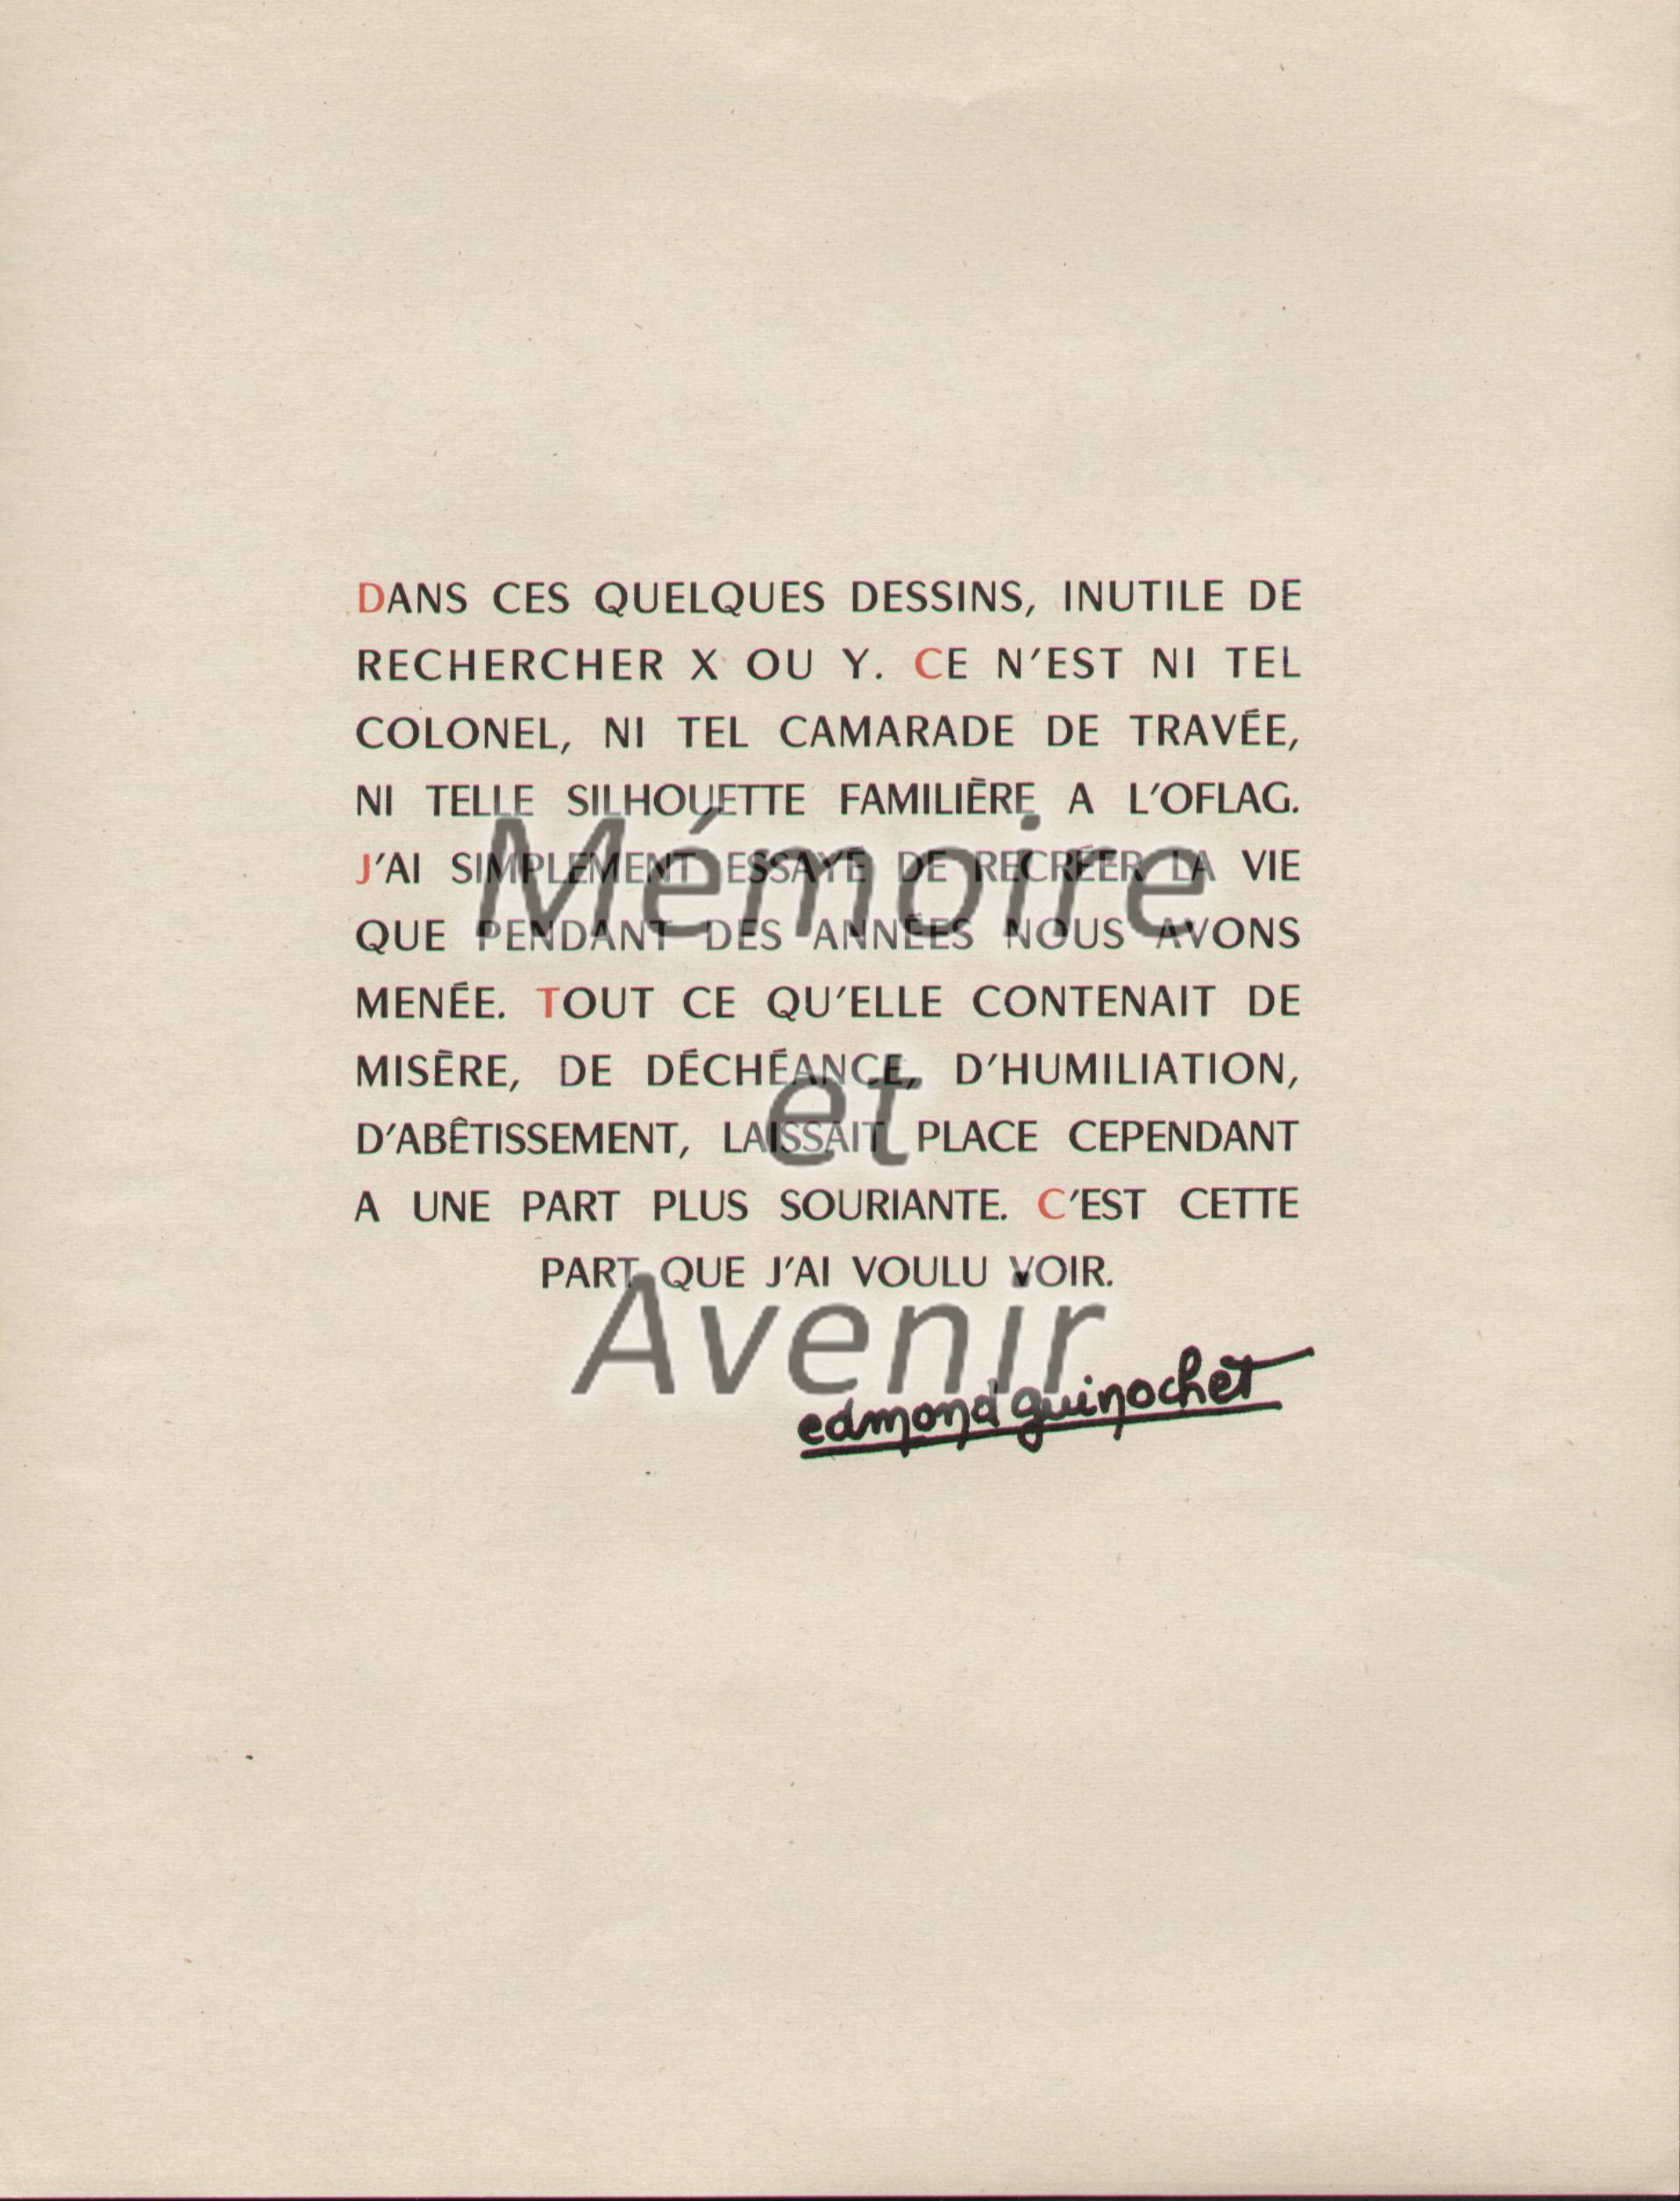 DANS CES QUELQUES DESSINS, INUTILE DE
RECHERCHER X OU Y. CE N'EST NI TEL
COLONEL, NI TEL CAMARADE DE TRAVÉE,
NI TELLE SILHOUETTE FAMILIÈRE A L'OFLAG.
J'AI SIMPLEMENT ESSAYÉ DE RECRÉER LA VIE
QUE PENDANT DES ANNÉES NOUS AVONS
MENÉE. TOUT CE QU'ELLE CONTENAIT DE
MISÈRE, DE DÉCHÉANCE, D'HUMILIATION,
D'ABÊTISSEMENT, LAISSAIT PLACE CEPENDANT
A UNE PART PLUS SOURIANTE. C'EST CETTE
PART QUE J'AI VOULU VOIR.
edmond guinochet
Mémoire
et
Avenir